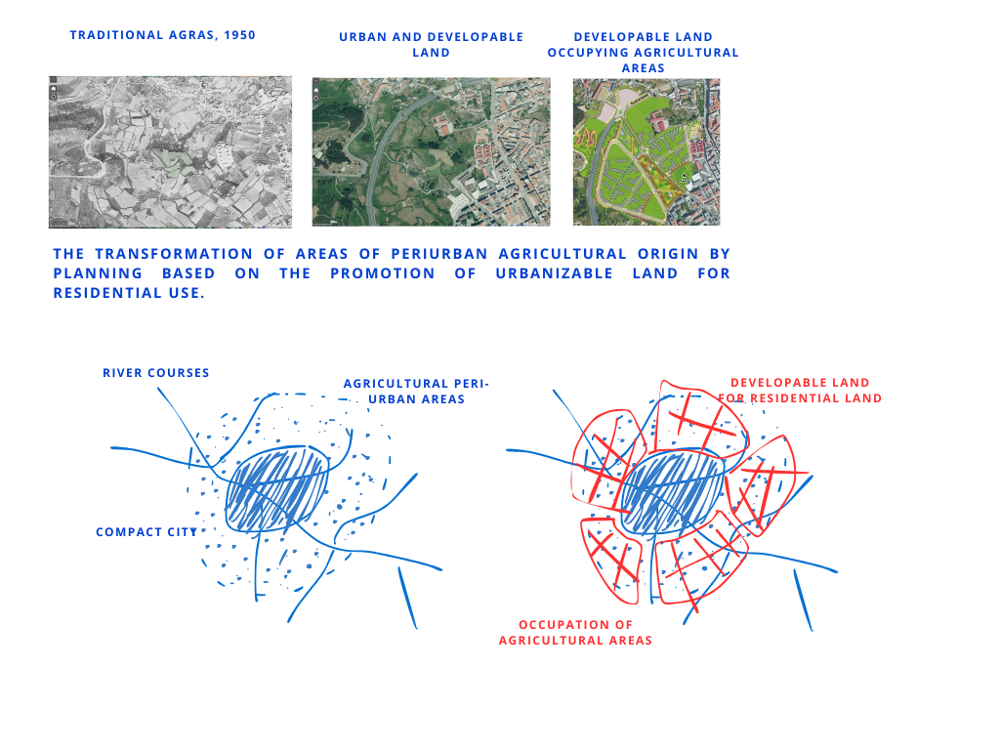 TRADITIONAL AGRAS, 1950
URBAN AND DEVELOPABLE
LAND
DEVELOPABLE LAND
OCCUPYING AGRICULTURAL
AREAS
THE TRANSFORMATION OF AREAS OF PERIURBAN AGRICULTURAL ORIGIN BY
PLANNING BASED ON THE PROMOTION OF URBANIZABLE LAND FOR
RESIDENTIAL USE.
RIVER COURSES
AGRICULTURAL PERI-
URBAN AREAS
COMPACT CITY
DEVELOPABLE LAND
FOR RESIDENTIAL LAND
OCCUPATION OF
AGRICULTURAL AREAS